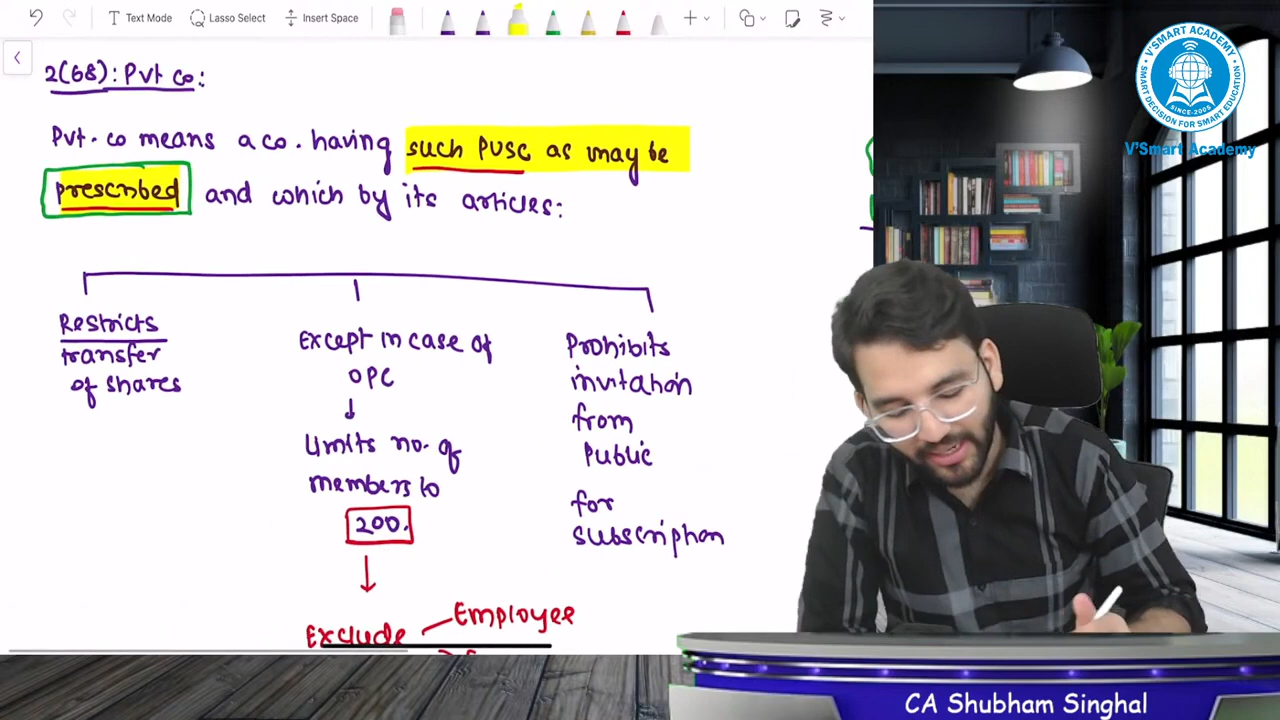 Text Mode
Lasso Select
Insert Space
2(68): Pvt co:
Pvt. co means a co. having such PUSC as may be
prescribed and which by its articles:
Restricts
transfer
of shares
Except in case of
OPC
Limits no. of
members to
200.
Exclude
Employee
Prohibits
invitation
from
Public
for
subscription
V'SMART ACADEMY
SMART DECISION FOR SMART EDUCATION
SINCE-2005
V'Smart Academy
CA Shubham Singhal